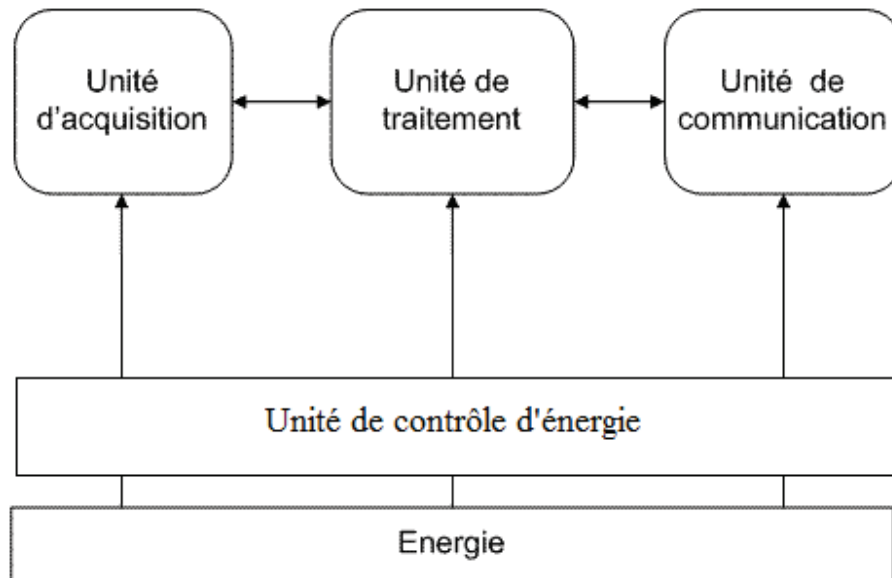 Unité
d'acquisition
Unité de
traitement
Unité de
communication
Unité de contrôle d'énergie
Energie